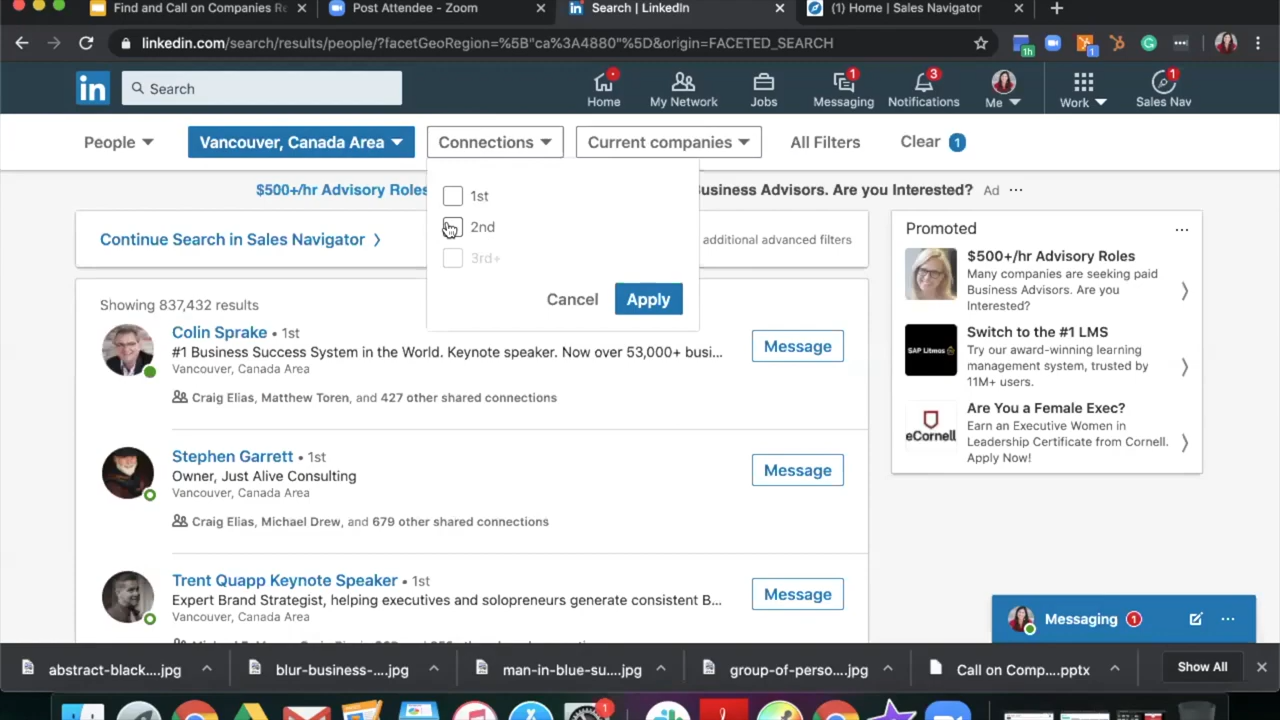 Find and Call on Companies Re
Post Attendee - Zoom
Search | LinkedIn
(1) Home | Sales Navigator
linkedin.com/search/results/people/?facetGeoRegion=%5B"ca%3A4880"%5D&origin=FACETED_SEARCH
1h
1
in
Search
Home
My Network
Jobs
1
Messaging
3
Notifications
Me
Work
1
Sales Nav
People
Vancouver, Canada Area
Connections
Current companies
All Filters
Clear 1
$500+/hr Advisory Roles
Business Advisors. Are you Interested?
Ad
1st
2nd
3rd+
Cancel
Apply
Continue Search in Sales Navigator
additional advanced filters
Showing 837,432 results
Colin Sprake • 1st
#1 Business Success System in the World. Keynote speaker. Now over 53,000+ busi...
Vancouver, Canada Area
Craig Elias, Matthew Toren, and 427 other shared connections
Message
Stephen Garrett • 1st
Owner, Just Alive Consulting
Vancouver, Canada Area
Craig Elias, Michael Drew, and 679 other shared connections
Message
Trent Quapp Keynote Speaker • 1st
Expert Brand Strategist, helping executives and solopreneurs generate consistent B...
Vancouver, Canada Area
Message
Promoted
$500+/hr Advisory Roles
Many companies are seeking paid
Business Advisors. Are you
Interested?
SAP Litmos
Switch to the #1 LMS
Try our award-winning learning
management system, trusted by
11M+ users.
eCornell
Are You a Female Exec?
Earn an Executive Women in
Leadership Certificate from Cornell.
Apply Now!
Messaging 1
abstract-black....jpg
blur-business-....jpg
man-in-blue-su....jpg
group-of-perso....jpg
Call on Comp....pptx
Show All
1